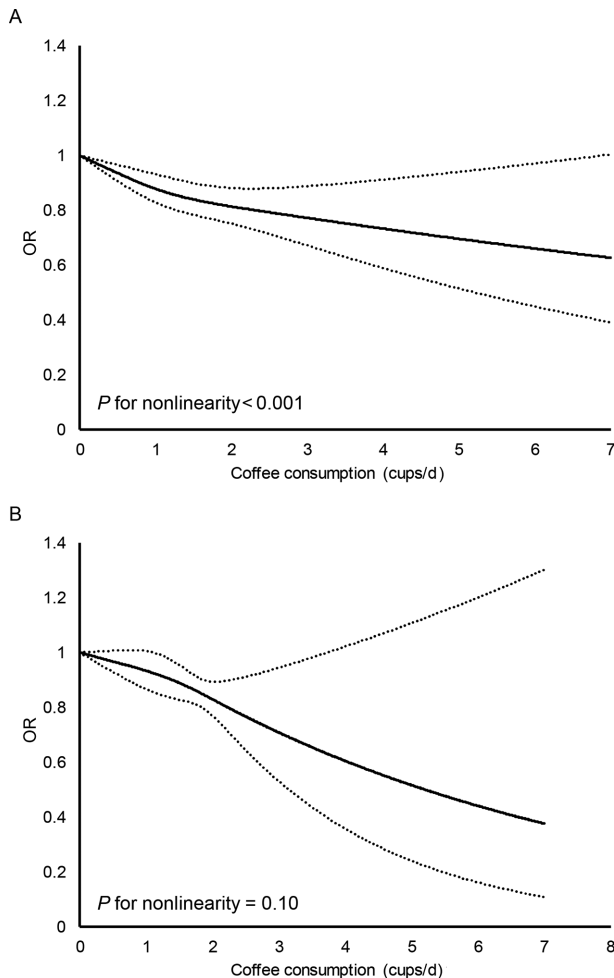 A
1.4
1.2
1
0.8
0.6
0.4
0.2
0
OR
P for nonlinearity< 0.001
0 1 2 3 4 5 6 7
Coffee consumption (cups/d)
B
1.4
1.2
1
0.8
0.6
0.4
0.2
0
OR
P for nonlinearity = 0.10
0 1 2 3 4 5 6 7 8
Coffee consumption (cups/d)